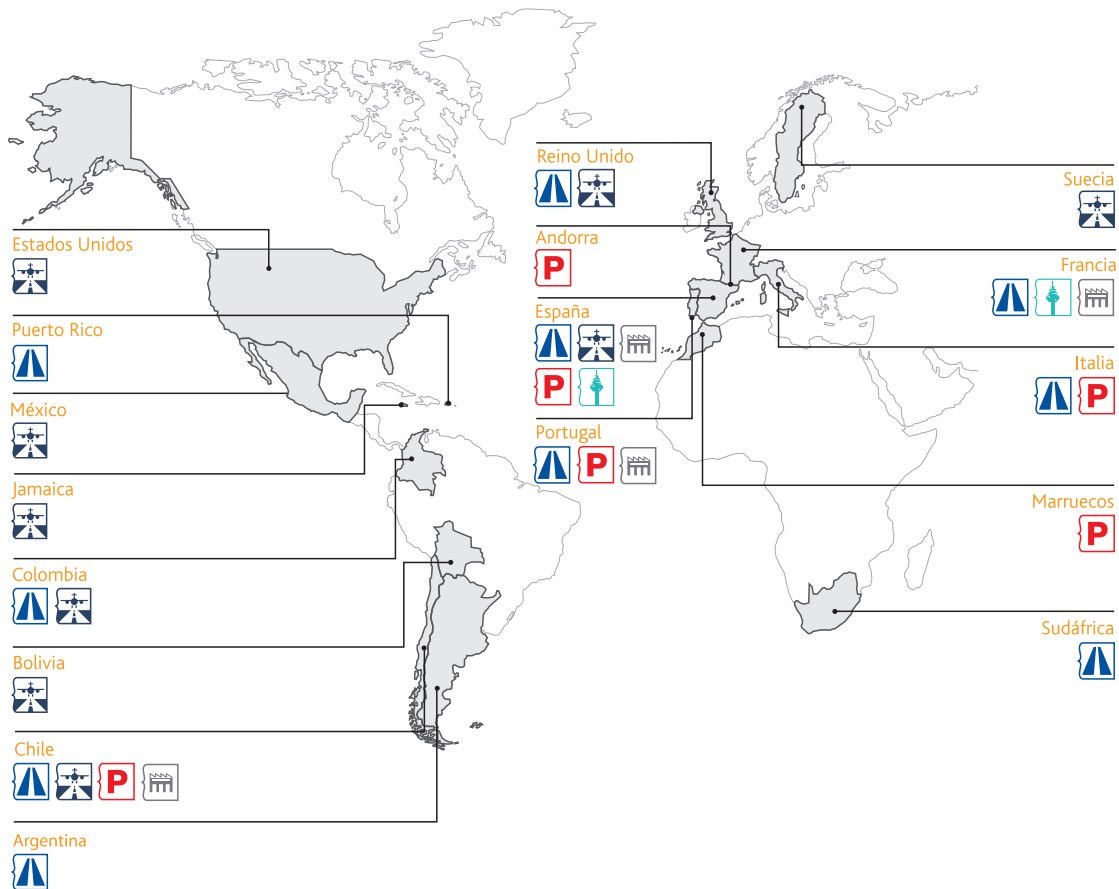 Estados Unidos
Puerto Rico
México
Jamaica
Colombia
Bolivia
Chile
P
Argentina
Reino Unido
Andorra
P
España
P
Portugal
P
Suecia
Francia
Italia
P
Marruecos
P
Sudáfrica